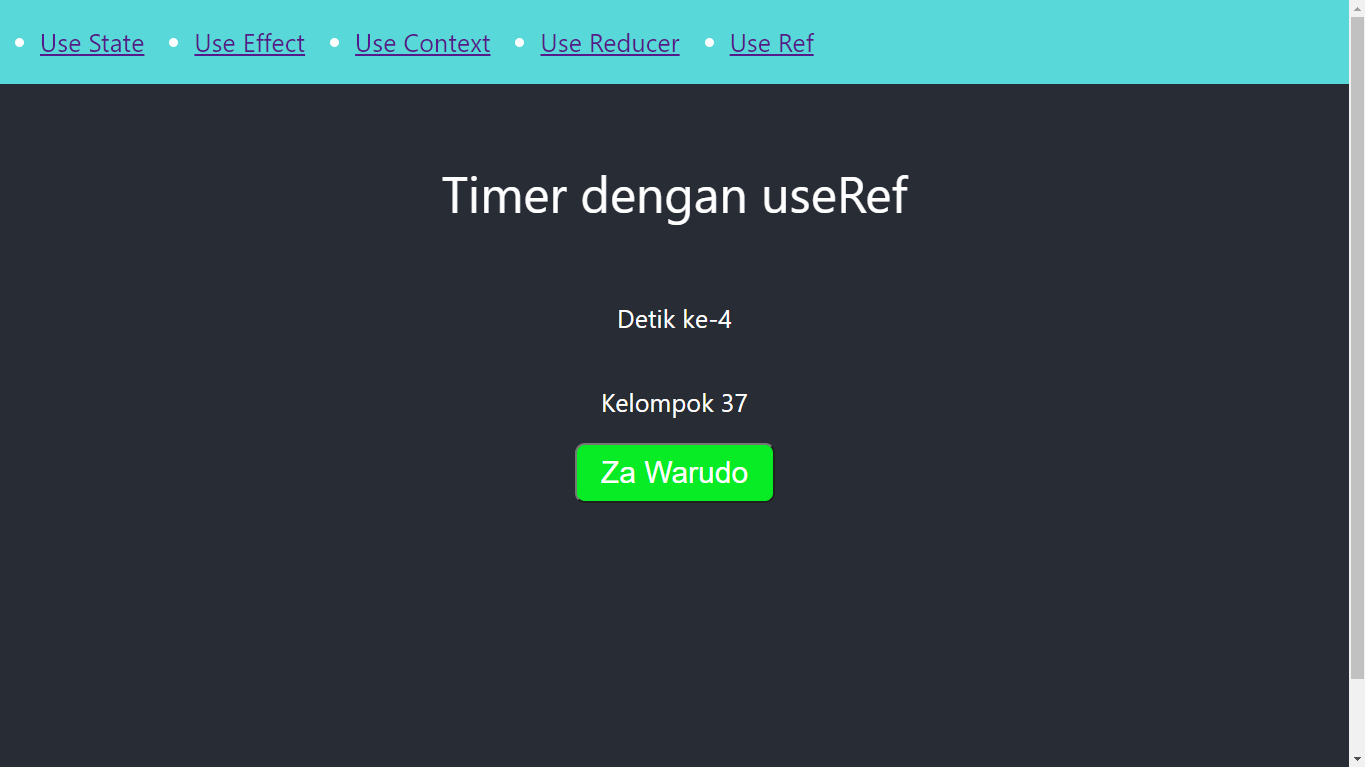 Use State Use Effect Use Context Use Reducer Use Ref
Timer dengan useRef
Detik ke-4
Kelompok 37
Za Warudo